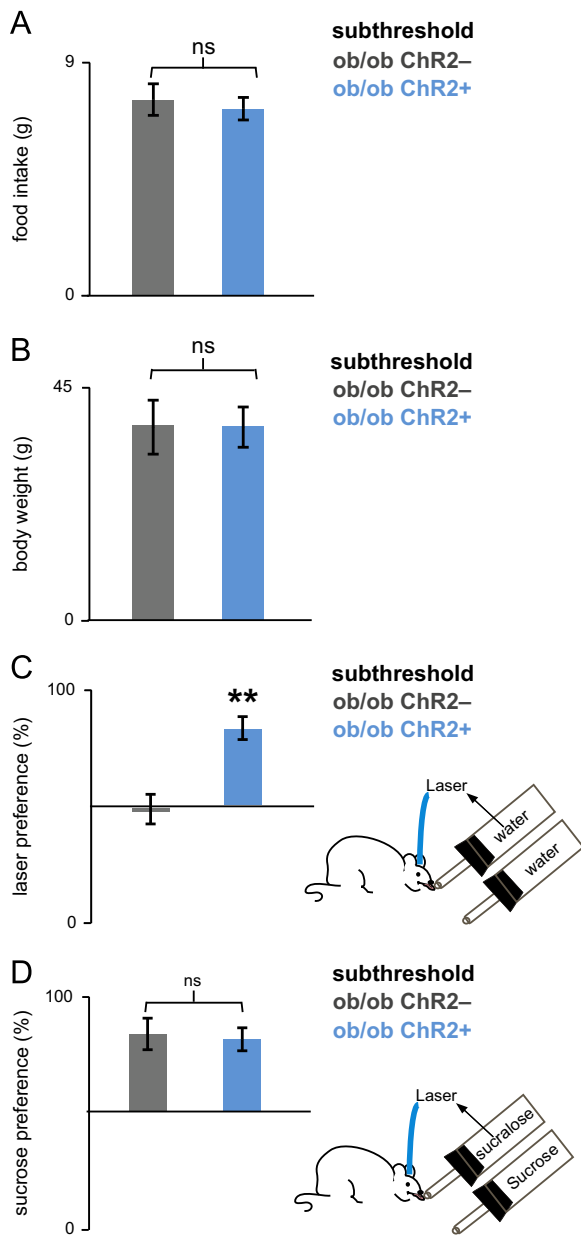 A
9
ns
food intake (g)
0
subthreshold
ob/ob ChR2–
ob/ob ChR2+
B
45
ns
body weight (g)
0
subthreshold
ob/ob ChR2–
ob/ob ChR2+
C
100
**
laser preference (%)
0
subthreshold
ob/ob ChR2–
ob/ob ChR2+
Laser
water
water
D
100
ns
sucrose preference (%)
0
subthreshold
ob/ob ChR2–
ob/ob ChR2+
Laser
sucralose
Sucrose